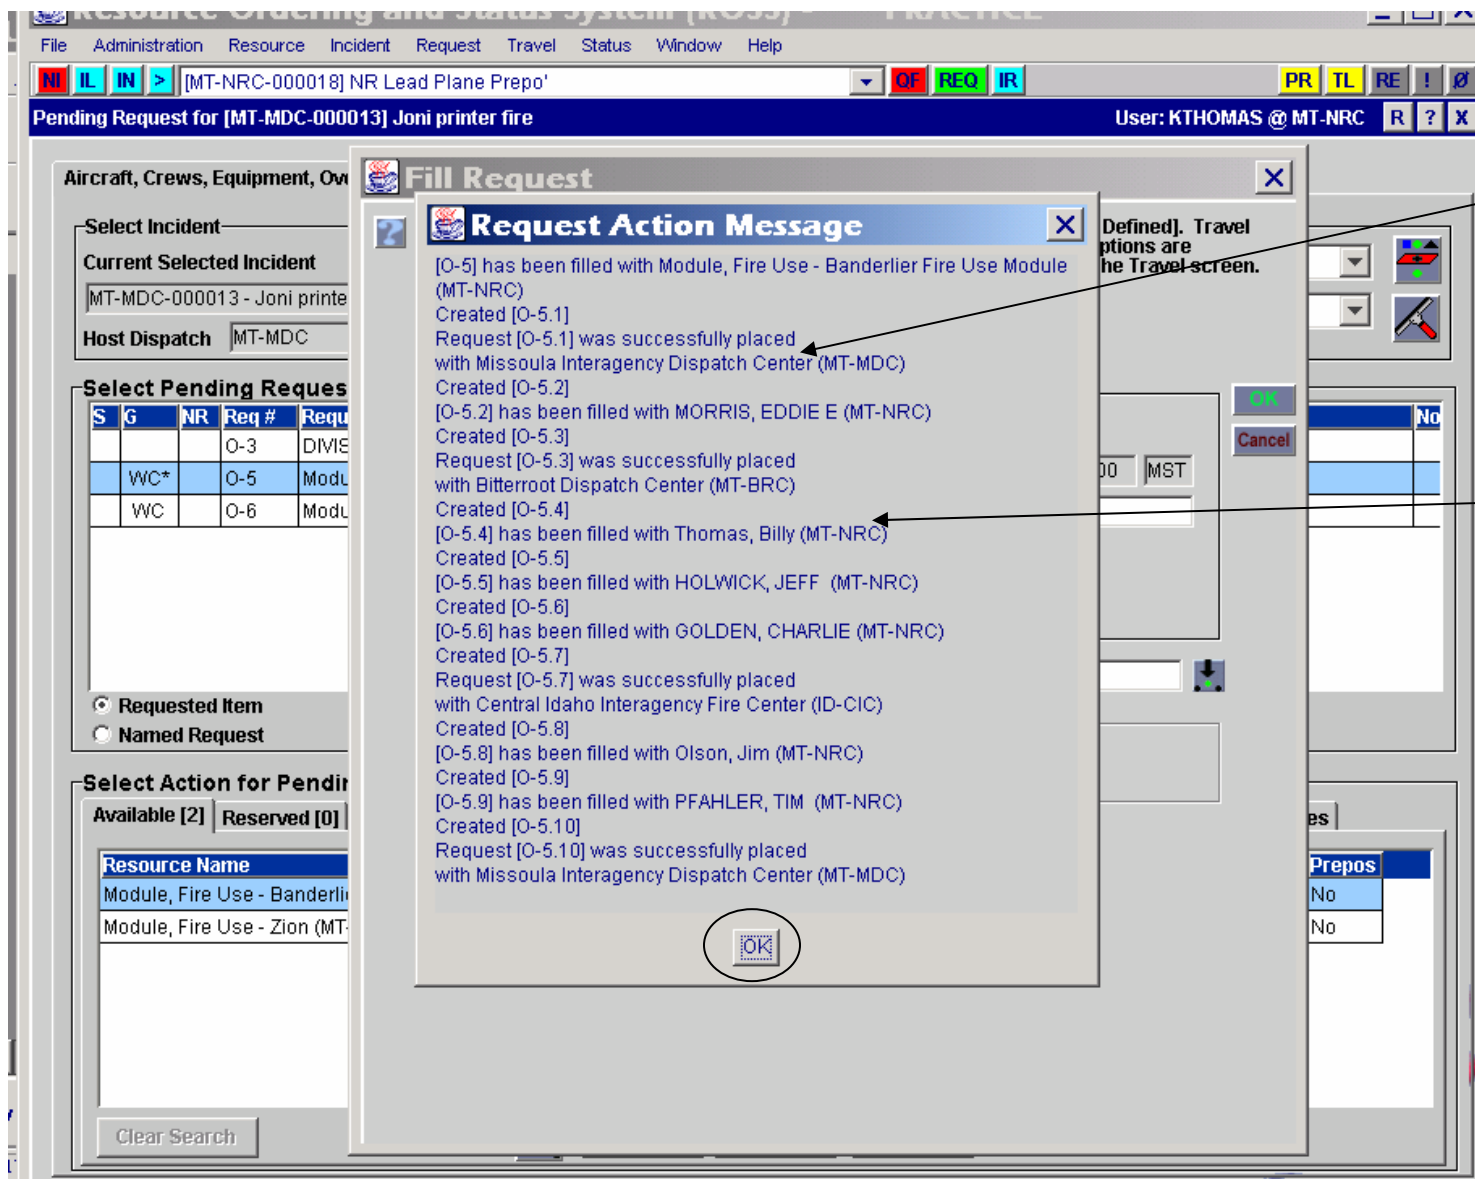 Resource Ordering and Status System (ROSS) - PRACTICE
File Administration Resource Incident Request Travel Status Window Help
NI IL IN > [MT-NRC-000018] NR Lead Plane Prepo' QF REQ IR PR TL RE ! Ø
Pending Request for [MT-MDC-000013] Joni printer fire User: KTHOMAS @ MT-NRC R ? X
Aircraft, Crews, Equipment, Ove
Fill Request
Request Action Message
Select Incident
Current Selected Incident
MT-MDC-000013 - Joni printe
Host Dispatch MT-MDC
Defined]. Travel
ptions are
he Travel screen.
[O-5] has been filled with Module, Fire Use - Banderlier Fire Use Module
(MT-NRC)
Created [O-5.1]
Request [O-5.1] was successfully placed
with Missoula Interagency Dispatch Center (MT-MDC)
Created [O-5.2]
[O-5.2] has been filled with MORRIS, EDDIE E (MT-NRC)
Created [O-5.3]
Request [O-5.3] was successfully placed
with Bitterroot Dispatch Center (MT-BRC)
Created [O-5.4]
[O-5.4] has been filled with Thomas, Billy (MT-NRC)
Created [O-5.5]
[O-5.5] has been filled with HOLWICK, JEFF (MT-NRC)
Created [O-5.6]
[O-5.6] has been filled with GOLDEN, CHARLIE (MT-NRC)
Created [O-5.7]
Request [O-5.7] was successfully placed
with Central Idaho Interagency Fire Center (ID-CIC)
Created [O-5.8]
[O-5.8] has been filled with Olson, Jim (MT-NRC)
Created [O-5.9]
[O-5.9] has been filled with PFAHLER, TIM (MT-NRC)
Created [O-5.10]
Request [O-5.10] was successfully placed
with Missoula Interagency Dispatch Center (MT-MDC)
OK
OK
Cancel
00 MST
Select Pending Reques
S G NR Req # Requ No
O-3 DIVIS
WC* O-5 Modu
WC O-6 Modu
Requested Item
Named Request
Select Action for Pendin
Available [2] Reserved [0] es
Resource Name Prepos
Module, Fire Use - Banderlie No
Module, Fire Use - Zion (MT- No
Clear Search